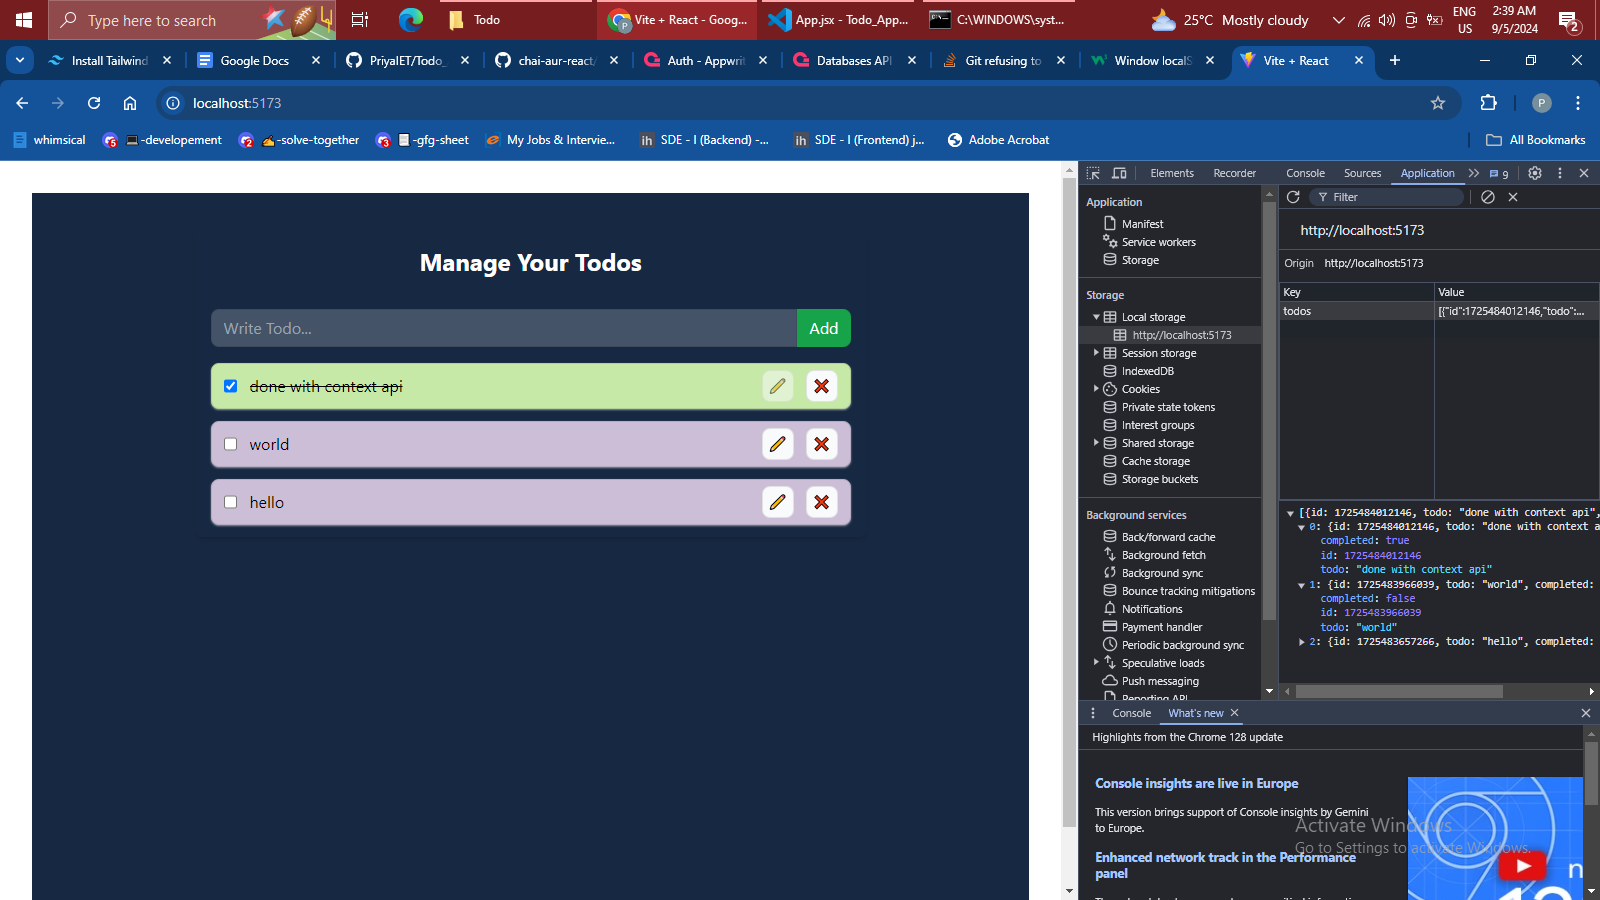 Type here to search
Todo
Vite + React - Goog...
App.jsx - Todo_App...
C:\WINDOWS\syst...
25°C Mostly cloudy
ENG
US
2:39 AM
9/5/2024
2
Install Tailwind
Google Docs
PriyaIET/Todo_
chai-aur-react/
Auth - Appwrit
Databases API
Git refusing to
Window localS
Vite + React
localhost:5173
P
whimsical
5
-developement
2
-solve-together
3
-gfg-sheet
My Jobs & Intervie...
ih SDE - I (Backend) -...
ih SDE - I (Frontend) j...
Adobe Acrobat
All Bookmarks
Manage Your Todos
Write Todo...
Add
done with context api
world
hello
Elements
Recorder
Console
Sources
Application
9
Application
Manifest
Service workers
Storage
Storage
Local storage
http://localhost:5173
Session storage
IndexedDB
Cookies
Private state tokens
Interest groups
Shared storage
Cache storage
Storage buckets
Background services
Back/forward cache
Background fetch
Background sync
Bounce tracking mitigations
Notifications
Payment handler
Periodic background sync
Speculative loads
Push messaging
Reporting API
Filter
http://localhost:5173
Origin http://localhost:5173
Key Value
todos [{"id":1725484012146,"todo":...
[{id: 1725484012146, todo: "done with context api",
0: {id: 1725484012146, todo: "done with context a
completed: true
id: 1725484012146
todo: "done with context api"
1: {id: 1725483966039, todo: "world", completed:
completed: false
id: 1725483966039
todo: "world"
2: {id: 1725483657266, todo: "hello", completed:
Console
What's new
Highlights from the Chrome 128 update
Console insights are live in Europe
This version brings support of Console insights by Gemini
to Europe.
Enhanced network track in the Performance
panel
Activate Windows
Go to Settings to activate Windows.